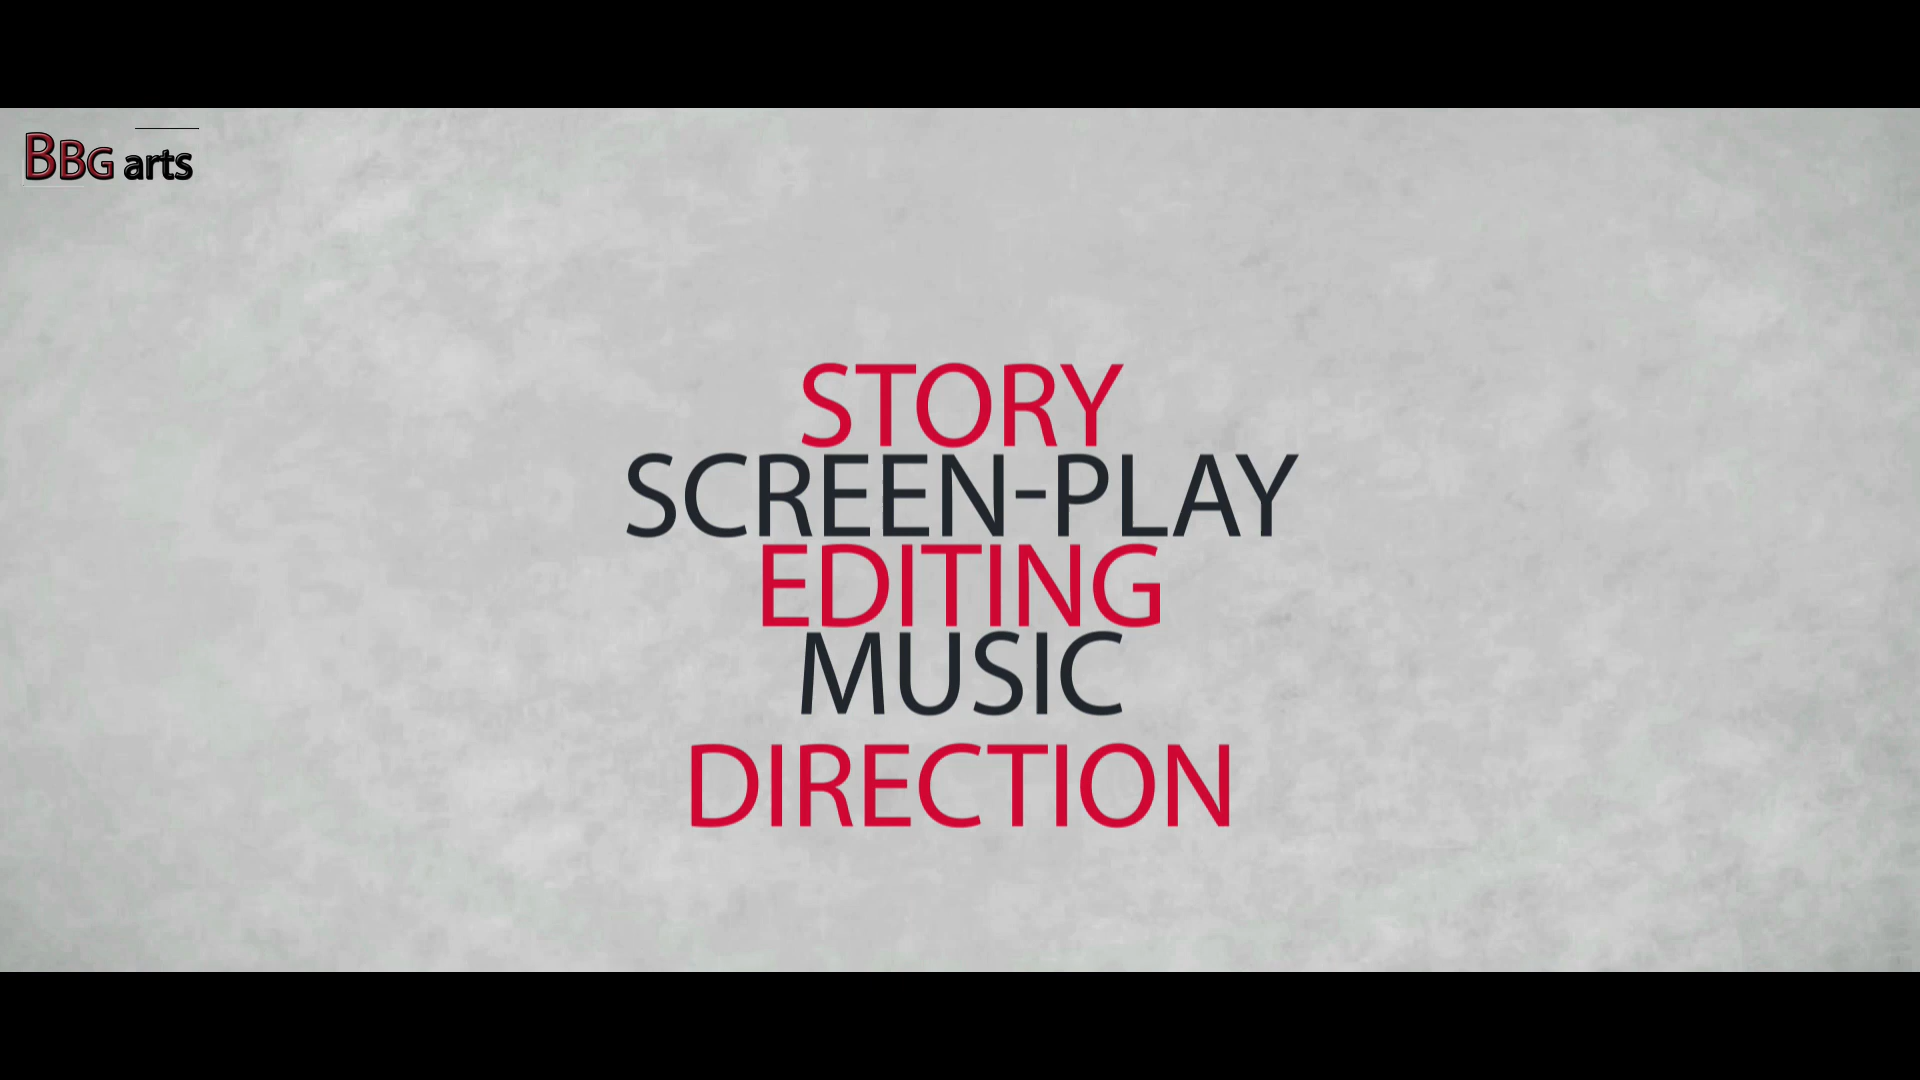 BBG arts
STORY
SCREEN-PLAY
EDITING
MUSIC
DIRECTION